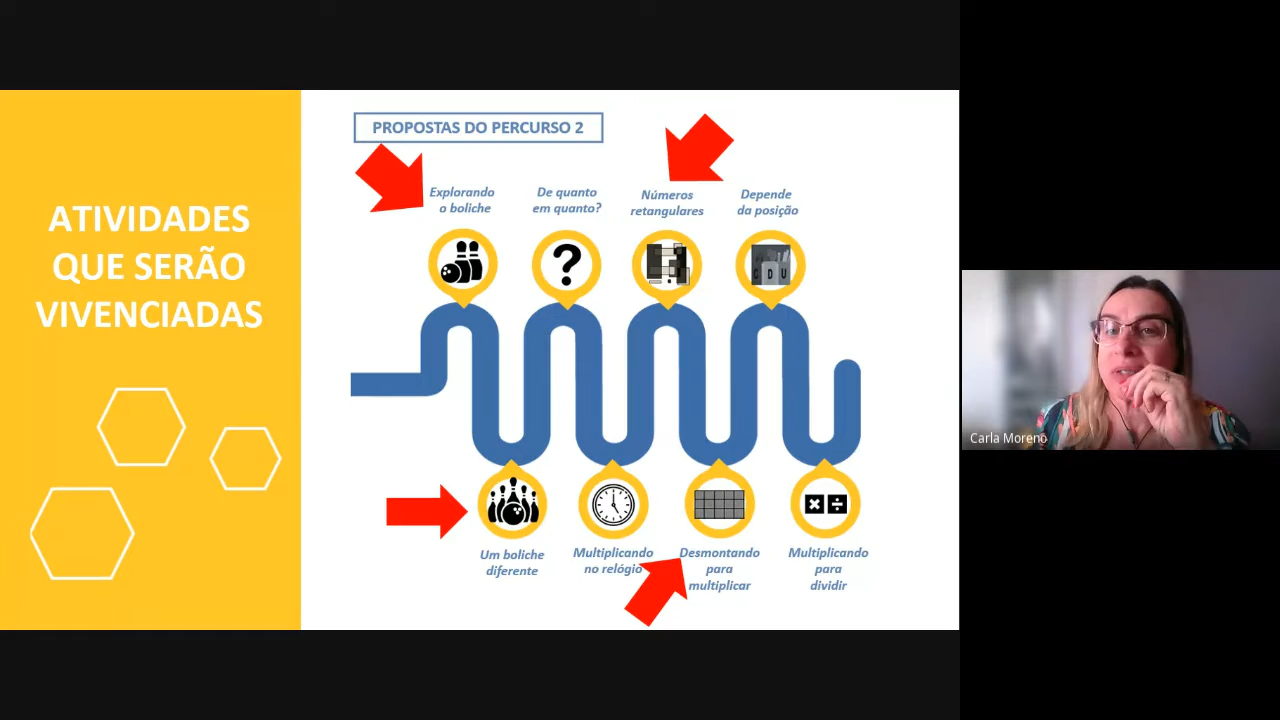 ATIVIDADES
QUE SERÃO
VIVENCIADAS
PROPOSTAS DO PERCURSO 2
Explorando
o boliche
De quanto
em quanto?
Números
retangulares
Depende
da posição
?
C D U
Um boliche
diferente
Multiplicando
no relógio
Desmontando
para
multiplicar
Multiplicando
para
dividir
Carla Moreno